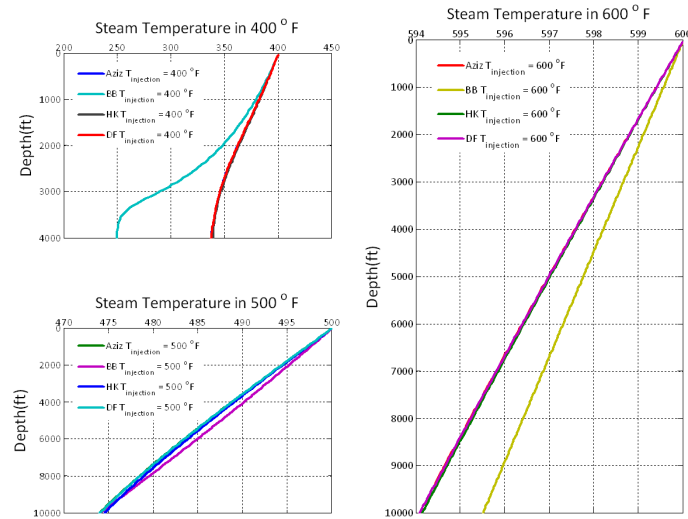 Steam Temperature in 400 ° F
200 250 300 350 400 450
0
1000
2000
3000
4000
Depth(ft)
Aziz T injection = 400 °F
BB T injection = 400 °F
HK T injection = 400 °F
DF T injection = 400 °F
Steam Temperature in 500 ° F
470 475 480 485 490 495 500
0
2000
4000
6000
8000
10000
Depth(ft)
Aziz T injection = 500 °F
BB T injection = 500 °F
HK T injection = 500 °F
DF T injection = 500 °F
Steam Temperature in 600 ° F
594 595 596 597 598 599 600
0
1000
2000
3000
4000
5000
6000
7000
8000
9000
10000
Depth(ft)
Aziz T injection = 600 °F
BB T injection = 600 °F
HK T injection = 600 °F
DF T injection = 600 °F